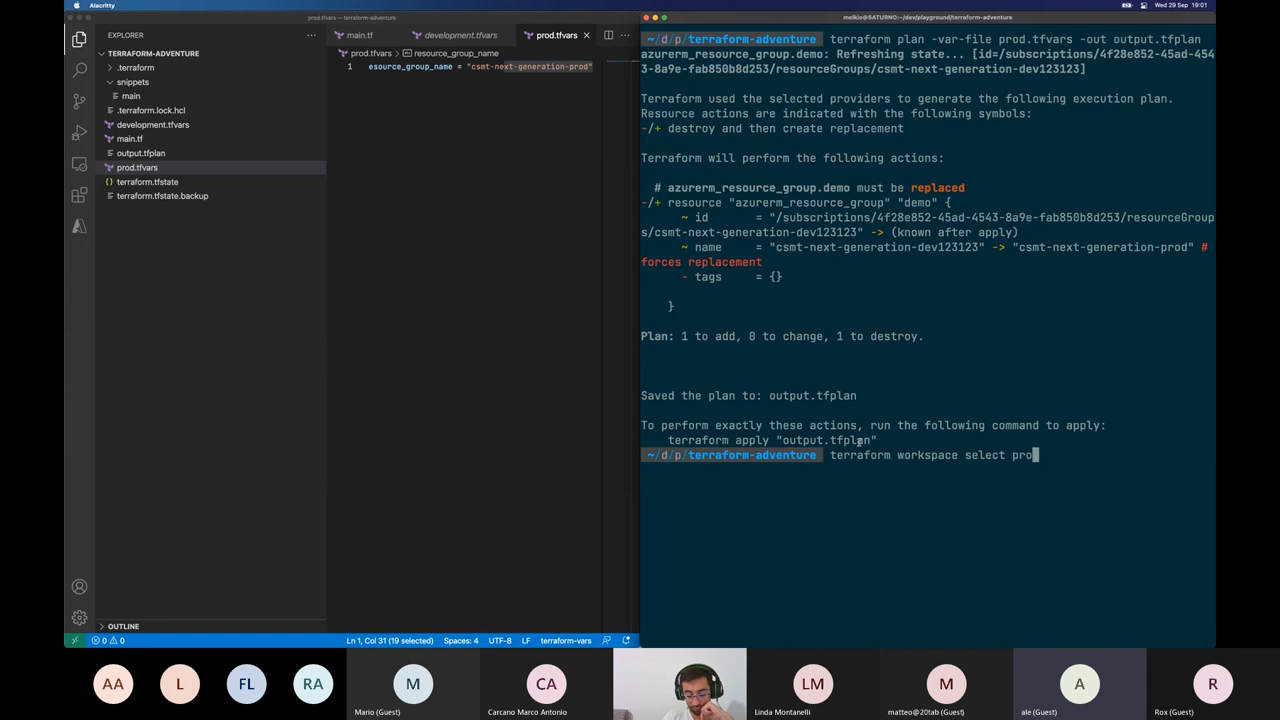 Alacritty
Wed 29 Sep 19:01
prod.tfvars — terraform-adventure
meikio@SATURNO:~/dev/playground/terraform-adventure
EXPLORER
TERRAFORM-ADVENTURE
.terraform
snippets
main
.terraform.lock.hcl
development.tfvars
main.tf
output.tfplan
prod.tfvars
terraform.tfstate
terraform.tfstate.backup
OUTLINE
main.tf
development.tfvars
prod.tfvars
prod.tfvars > resource_group_name
1 esource_group_name = "csmt-next-generation-prod"
0 0
Ln 1, Col 31 (19 selected) Spaces: 4 UTF-8 LF terraform-vars
~/d/p/terraform-adventure terraform plan -var-file prod.tfvars -out output.tfplan
azurerm_resource_group.demo: Refreshing state... [id=/subscriptions/4f28e852-45ad-454
3-8a9e-fab850b8d253/resourceGroups/csmt-next-generation-dev123123]
Terraform used the selected providers to generate the following execution plan.
Resource actions are indicated with the following symbols:
-/+ destroy and then create replacement
Terraform will perform the following actions:
# azurerm_resource_group.demo must be replaced
-/+ resource "azurerm_resource_group" "demo" {
~ id = "/subscriptions/4f28e852-45ad-4543-8a9e-fab850b8d253/resourceGroup
s/csmt-next-generation-dev123123" -> (known after apply)
~ name = "csmt-next-generation-dev123123" -> "csmt-next-generation-prod" #
forces replacement
- tags = {}
}
Plan: 1 to add, 0 to change, 1 to destroy.
Saved the plan to: output.tfplan
To perform exactly these actions, run the following command to apply:
terraform apply "output.tfplan"
~/d/p/terraform-adventure terraform workspace select pro
AA
L
FL
RA
M
Mario (Guest)
CA
Carcano Marco Antonio
LM
Linda Montanelli
M
matteo@20tab (Guest)
A
ale (Guest)
R
Rox (Guest)